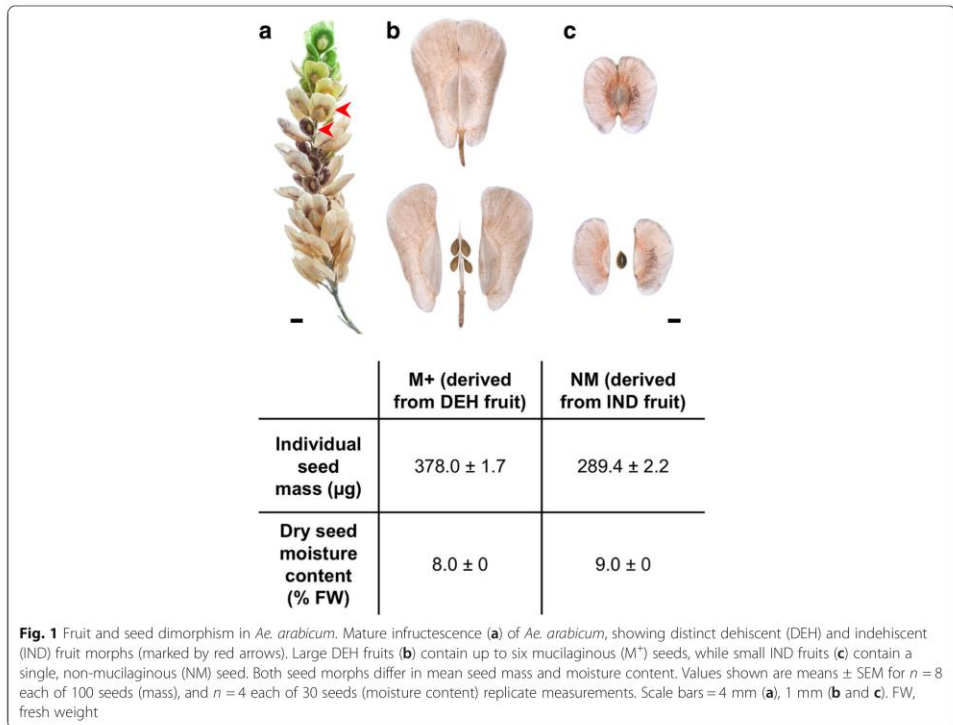 a b c
M+ (derived from DEH fruit) NM (derived from IND fruit)
Individual seed mass (µg) 378.0 ± 1.7 289.4 ± 2.2
Dry seed moisture content (% FW) 8.0 ± 0 9.0 ± 0
Fig. 1 Fruit and seed dimorphism in Ae. arabicum. Mature infructescence (a) of Ae. arabicum, showing distinct dehiscent (DEH) and indehiscent
(IND) fruit morphs (marked by red arrows). Large DEH fruits (b) contain up to six mucilaginous (M⁺) seeds, while small IND fruits (c) contain a
single, non-mucilaginous (NM) seed. Both seed morphs differ in mean seed mass and moisture content. Values shown are means ± SEM for n = 8
each of 100 seeds (mass), and n = 4 each of 30 seeds (moisture content) replicate measurements. Scale bars = 4 mm (a), 1 mm (b and c). FW,
fresh weight